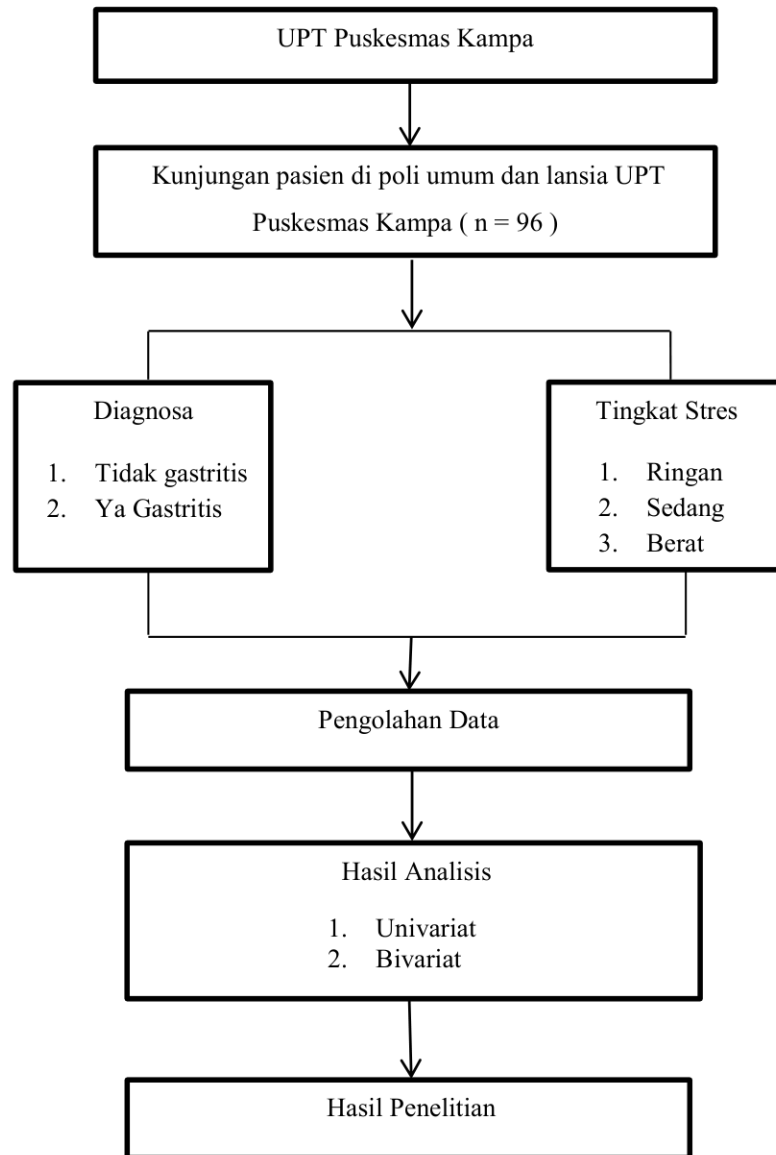 UPT Puskesmas Kampa
Kunjungan pasien di poli umum dan lansia UPT
Puskesmas Kampa ( n = 96 )
Diagnosa
1. Tidak gastritis
2. Ya Gastritis
Tingkat Stres
1. Ringan
2. Sedang
3. Berat
Pengolahan Data
Hasil Analisis
1. Univariat
2. Bivariat
Hasil Penelitian